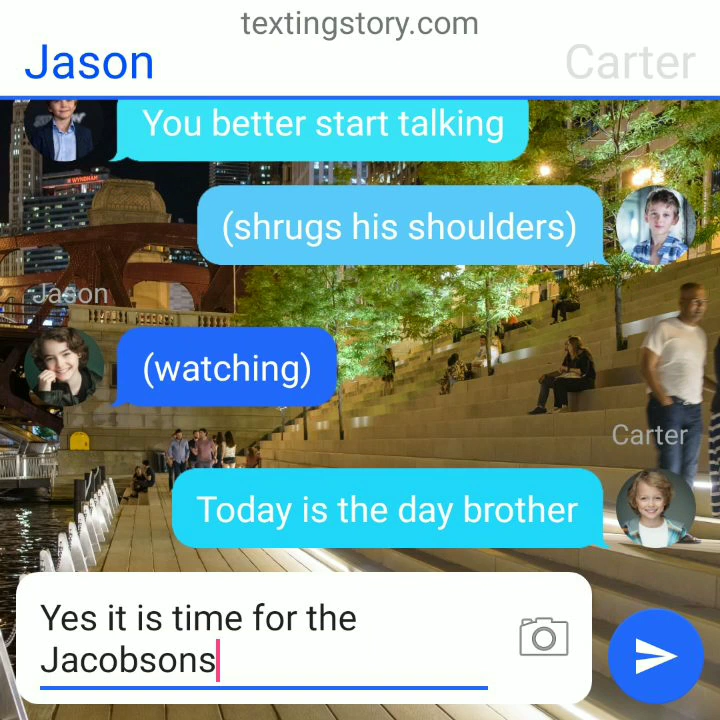 textingstory.com
Jason
Carter
You better start talking
WYNDHAM
(shrugs his shoulders)
Jason
(watching)
Carter
Today is the day brother
Yes it is time for the
Jacobsons